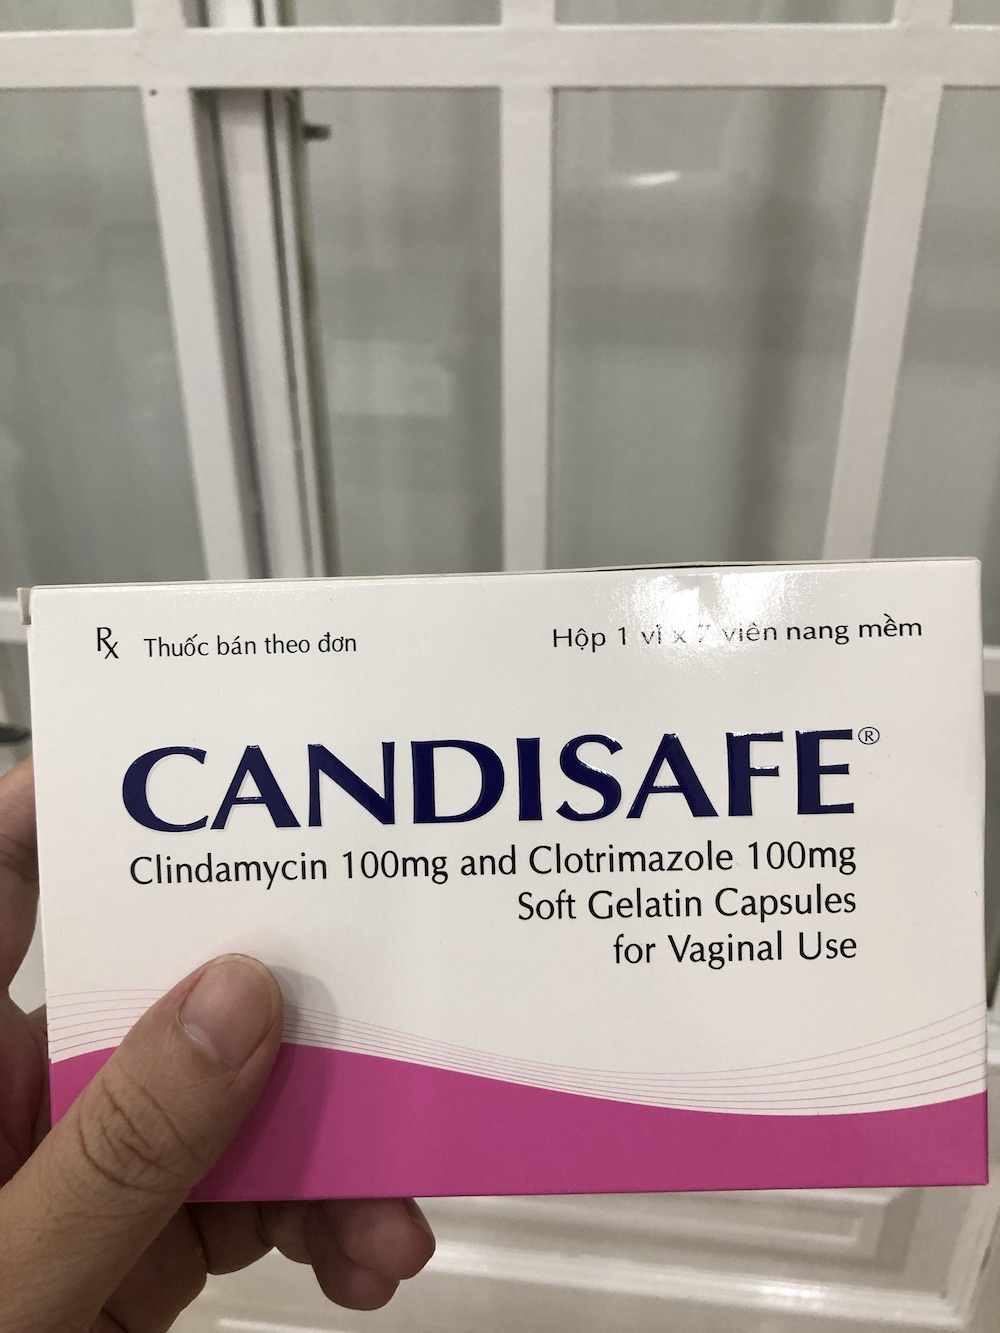 Rx Thuốc bán theo đơn
Hộp 1 vỉ x 7 viên nang mềm
CANDISAFE®
Clindamycin 100mg and Clotrimazole 100mg
Soft Gelatin Capsules
for Vaginal Use